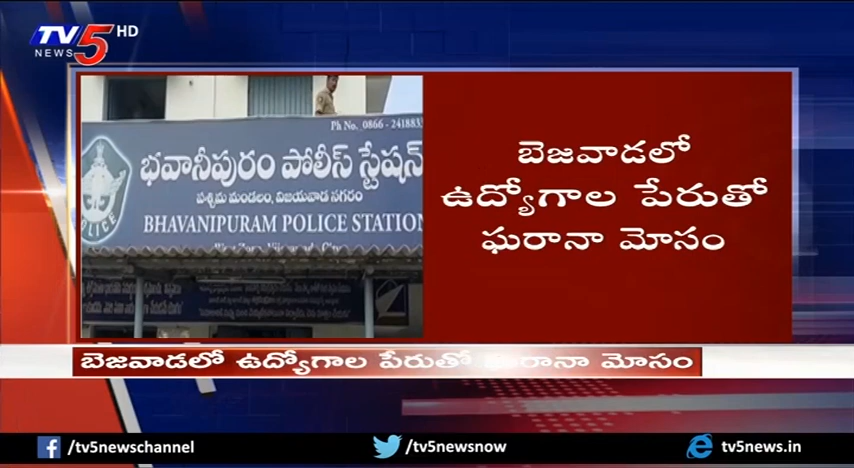 TV5 HD
NEWS
Ph No. 0866 - 2418833
భవానీపురం పోలీస్ స్టేషన్
పశ్చిమ మండలం, విజయవాడ నగరం
BHAVANIPURAM POLICE STATION
POLICE
బెజవాడలో
ఉద్యోగాల పేరుతో
ఘరానా మోసం
బెజవాడలో ఉద్యోగాల పేరుతో ఘరానా మోసం
/tv5newschannel
/tv5newsnow
tv5news.in